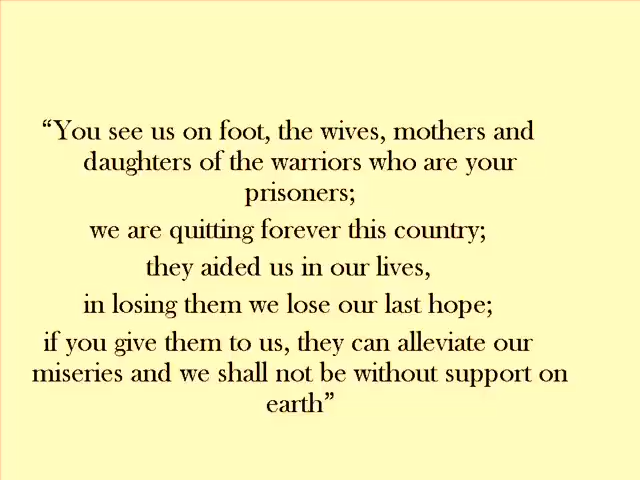 “You see us on foot, the wives, mothers and
daughters of the warriors who are your
prisoners;
we are quitting forever this country;
they aided us in our lives,
in losing them we lose our last hope;
if you give them to us, they can alleviate our
miseries and we shall not be without support on
earth”